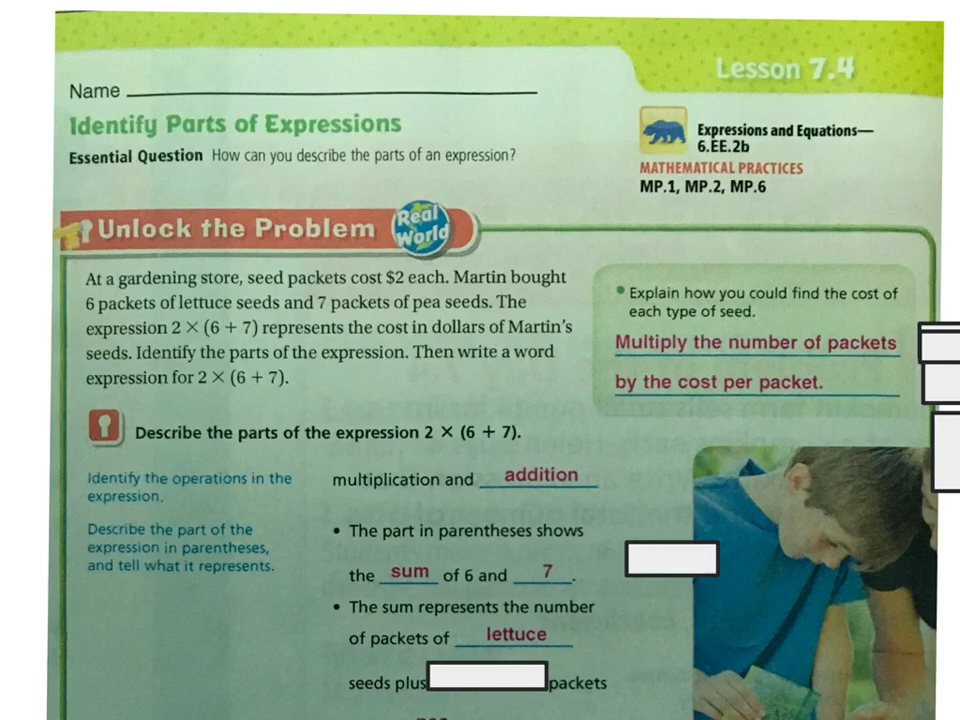 Lesson 7.4
Name
Identify Parts of Expressions
Essential Question How can you describe the parts of an expression?
Expressions and Equations—
6.EE.2b
MATHEMATICAL PRACTICES
MP.1, MP.2, MP.6
Unlock the Problem
Real
World
At a gardening store, seed packets cost $2 each. Martin bought
6 packets of lettuce seeds and 7 packets of pea seeds. The
expression 2 × (6 + 7) represents the cost in dollars of Martin's
seeds. Identify the parts of the expression. Then write a word
expression for 2 × (6 + 7).
• Explain how you could find the cost of
each type of seed.
Multiply the number of packets
by the cost per packet.
Describe the parts of the expression 2 × (6 + 7).
Identify the operations in the
expression.
multiplication and addition
Describe the part of the
expression in parentheses,
and tell what it represents.
• The part in parentheses shows
the sum of 6 and 7.
• The sum represents the number
of packets of lettuce
seeds plus packets